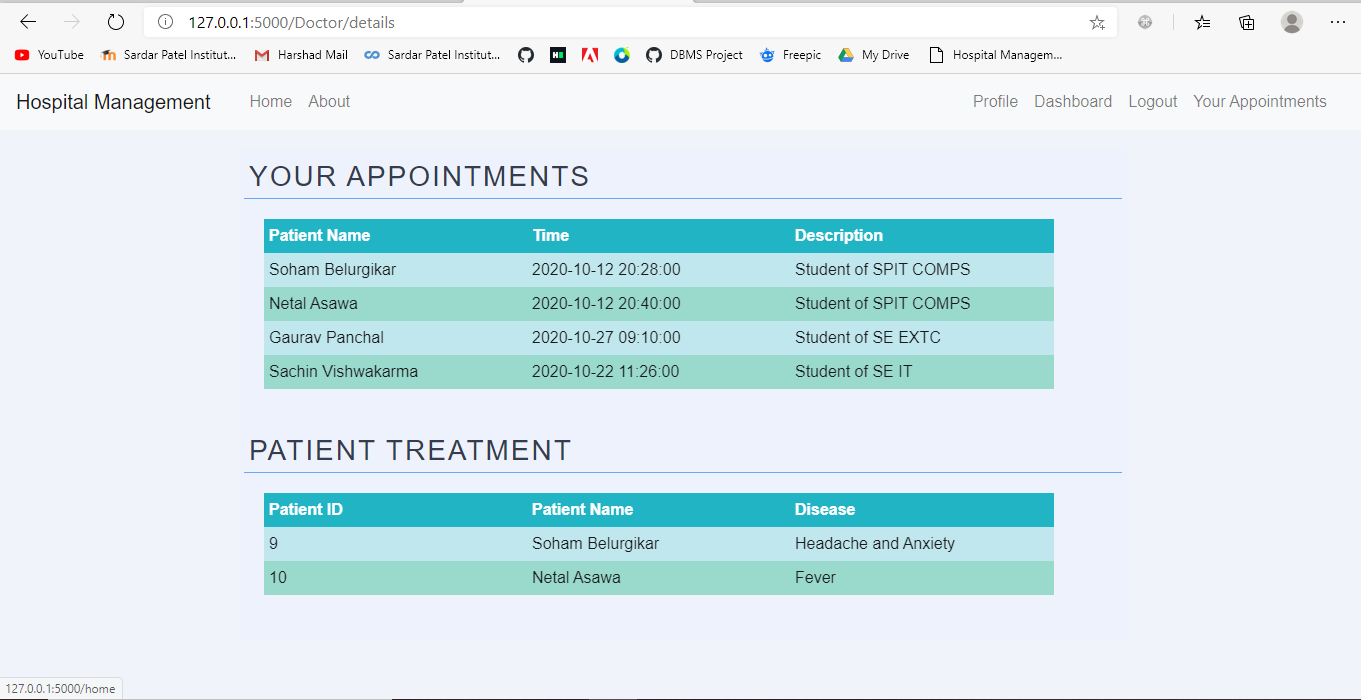 127.0.0.1:5000/Doctor/details
YouTube Sardar Patel Institut... Harshad Mail Sardar Patel Institut... DBMS Project Freepic My Drive Hospital Managem...
Hospital Management Home About Profile Dashboard Logout Your Appointments
YOUR APPOINTMENTS
Patient Name Time Description
Soham Belurgikar 2020-10-12 20:28:00 Student of SPIT COMPS
Netal Asawa 2020-10-12 20:40:00 Student of SPIT COMPS
Gaurav Panchal 2020-10-27 09:10:00 Student of SE EXTC
Sachin Vishwakarma 2020-10-22 11:26:00 Student of SE IT
PATIENT TREATMENT
Patient ID Patient Name Disease
9 Soham Belurgikar Headache and Anxiety
10 Netal Asawa Fever
127.0.0.1:5000/home